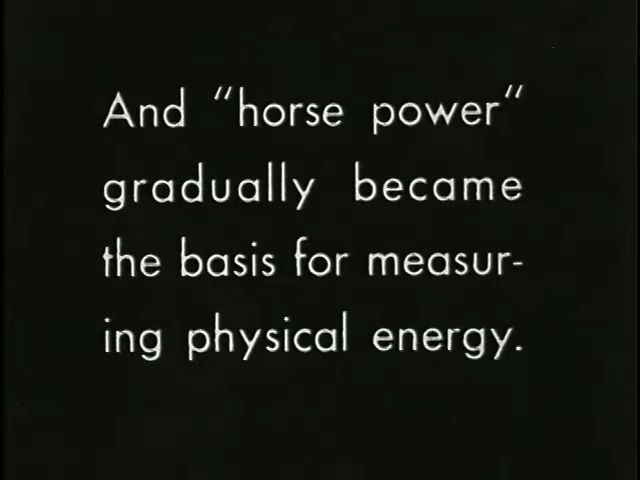 And "horse power"
gradually became
the basis for measur-
ing physical energy.